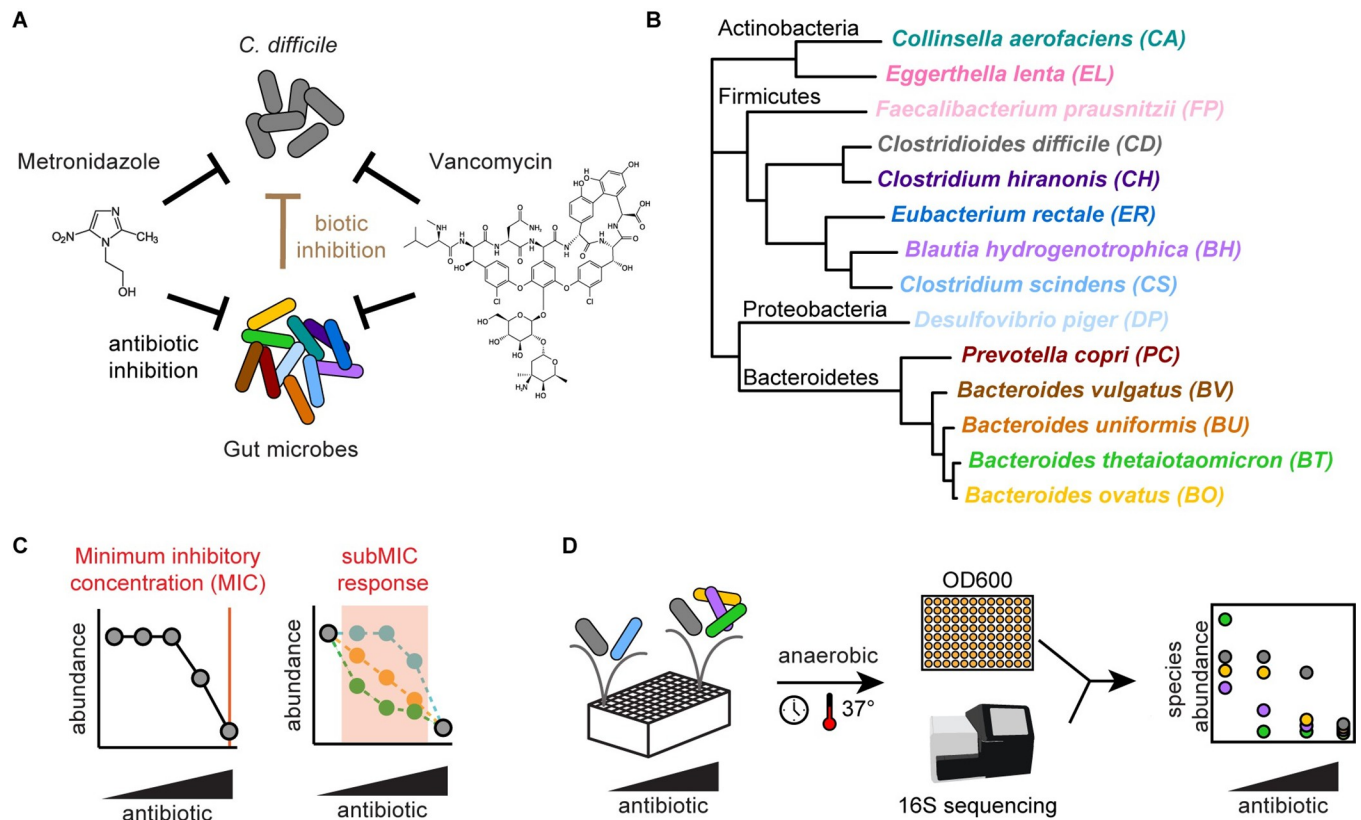 A
C. difficile
Metronidazole
Vancomycin
biotic
inhibition
antibiotic
inhibition
Gut microbes
O₂N
N
N
CH₃
OH
B
Actinobacteria
Collinsella aerofaciens (CA)
Eggerthella lenta (EL)
Firmicutes
Faecalibacterium prausnitzii (FP)
Clostridioides difficile (CD)
Clostridium hiranonis (CH)
Eubacterium rectale (ER)
Blautia hydrogenotrophica (BH)
Clostridium scindens (CS)
Proteobacteria
Desulfovibrio piger (DP)
Prevotella copri (PC)
Bacteroidetes
Bacteroides vulgatus (BV)
Bacteroides uniformis (BU)
Bacteroides thetaiotaomicron (BT)
Bacteroides ovatus (BO)
C
Minimum inhibitory
concentration (MIC)
abundance
antibiotic
subMIC
response
abundance
antibiotic
D
antibiotic
anaerobic
37°
OD600
16S sequencing
species
abundance
antibiotic